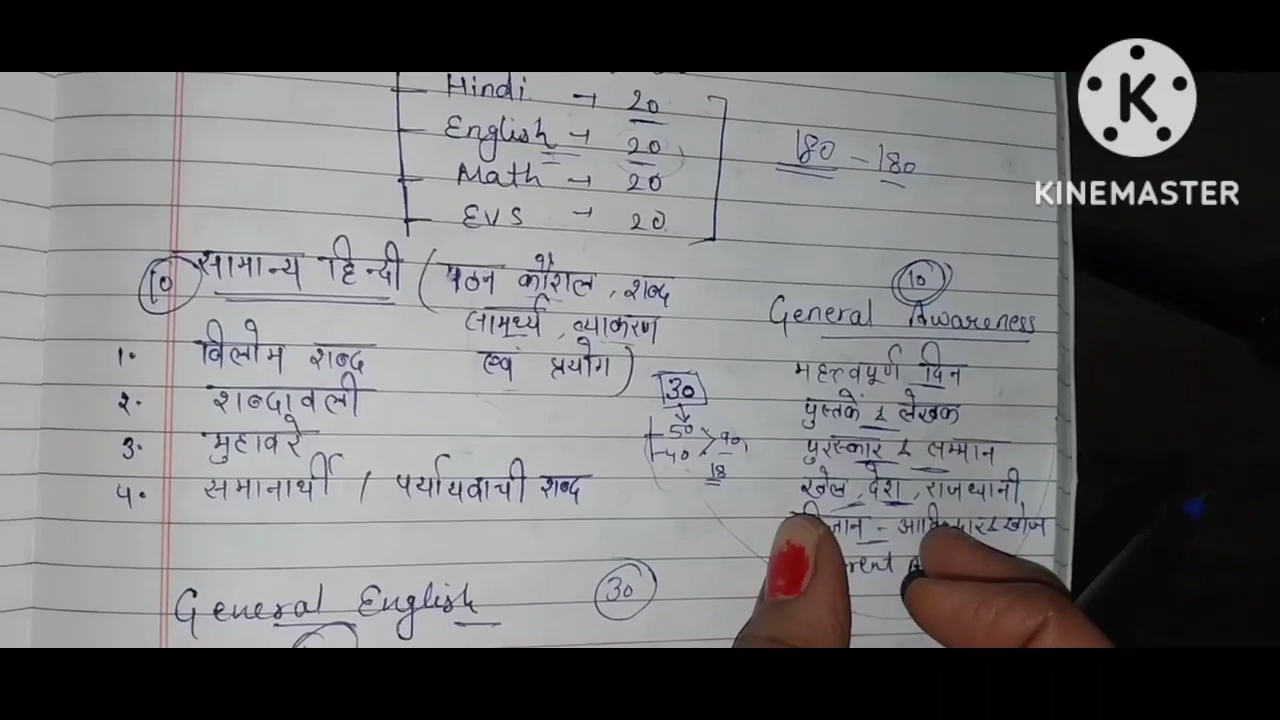 Hindi → 20
English → 20
Math → 20
EVS → 20
180 - 180
K
KINEMASTER
10 सामान्य हिन्दी ( पठन कौशल, शब्द
सामर्थ्य, व्याकरण
एवं प्रयोग )
1. विलोम शब्द
२. शब्दावली
3. मुहावरे
४. समानार्थी / पर्यायवाची शब्द
30
50
40
90
18
10
General Awareness
महत्त्वपूर्ण दिन
पुस्तकें & लेखक
पुरस्कार & सम्मान
खेल, देश, राजधानी,
खोज
General English
30